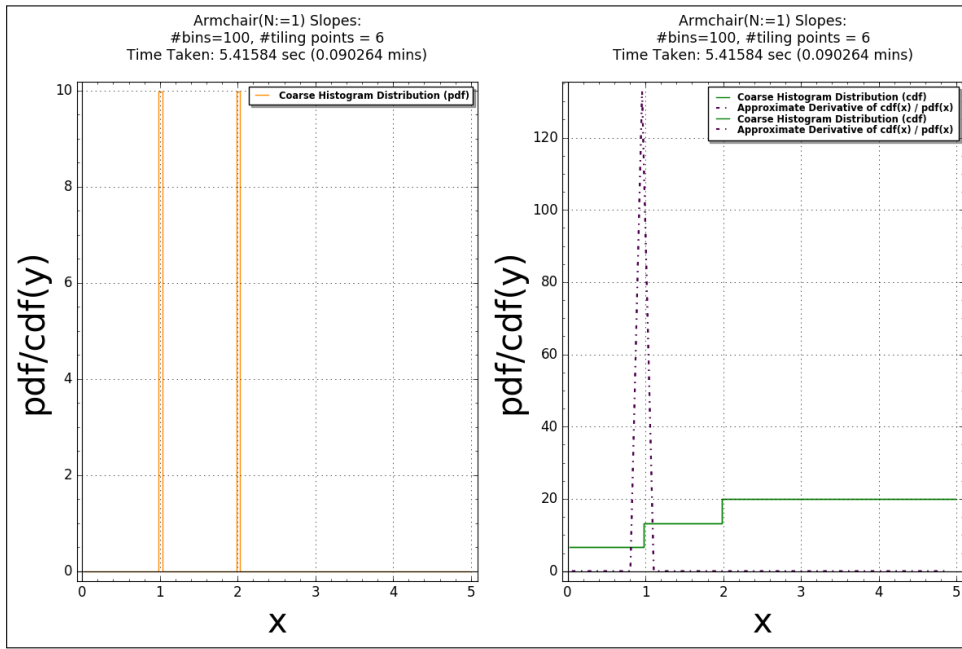 Armchair(N:=1) Slopes:
#bins=100, #tiling points = 6
Time Taken: 5.41584 sec (0.090264 mins)
Coarse Histogram Distribution (pdf)
10
8
6
4
2
0
pdf/cdf(y)
0 1 2 3 4 5
x
Armchair(N:=1) Slopes:
#bins=100, #tiling points = 6
Time Taken: 5.41584 sec (0.090264 mins)
Coarse Histogram Distribution (cdf)
Approximate Derivative of cdf(x) / pdf(x)
Coarse Histogram Distribution (cdf)
Approximate Derivative of cdf(x) / pdf(x)
120
100
80
60
40
20
0
pdf/cdf(y)
0 1 2 3 4 5
x